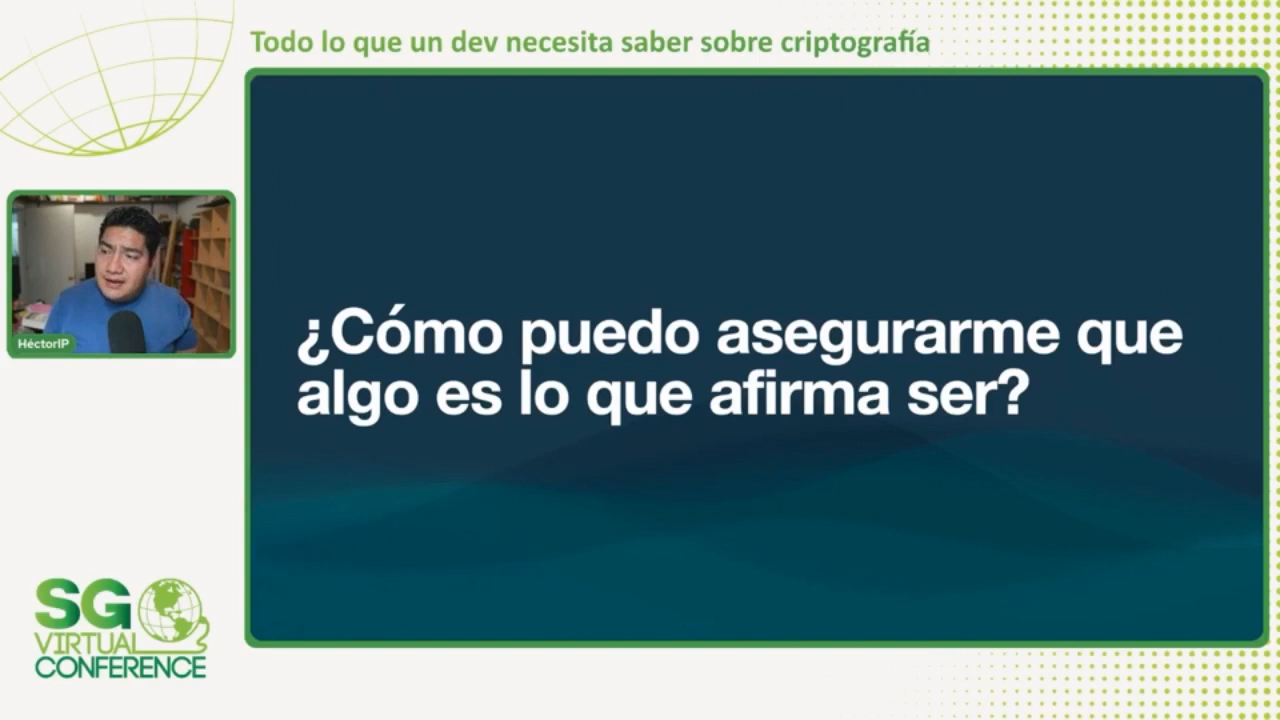 Todo lo que un dev necesita saber sobre criptografía
¿Cómo puedo asegurarme que
algo es lo que afirma ser?
HéctorIP
SG
VIRTUAL
CONFERENCE